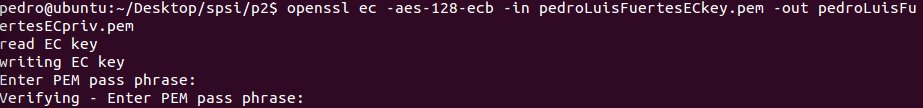 pedro@ubuntu:~/Desktop/spsi/p2$ openssl ec -aes-128-ecb -in pedroLuisFuertesECkey.pem -out pedroLuisFu
ertesECpriv.pem
read EC key
writing EC key
Enter PEM pass phrase:
Verifying - Enter PEM pass phrase: